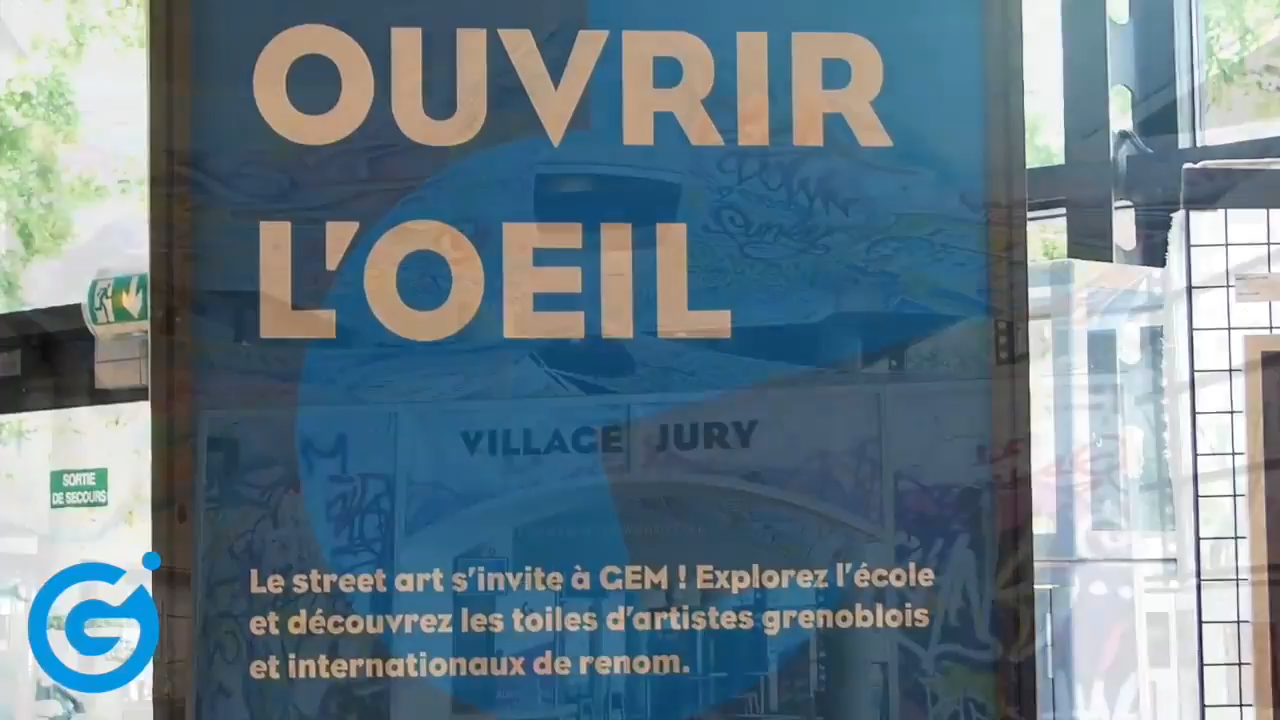 OUVRIR
L'OEIL
VILLAGE JURY
SORTIE
DE SECOURS
Le street art s'invite à GEM ! Explorez l'école
et découvrez les toiles d'artistes grenoblois
et internationaux de renom.
G